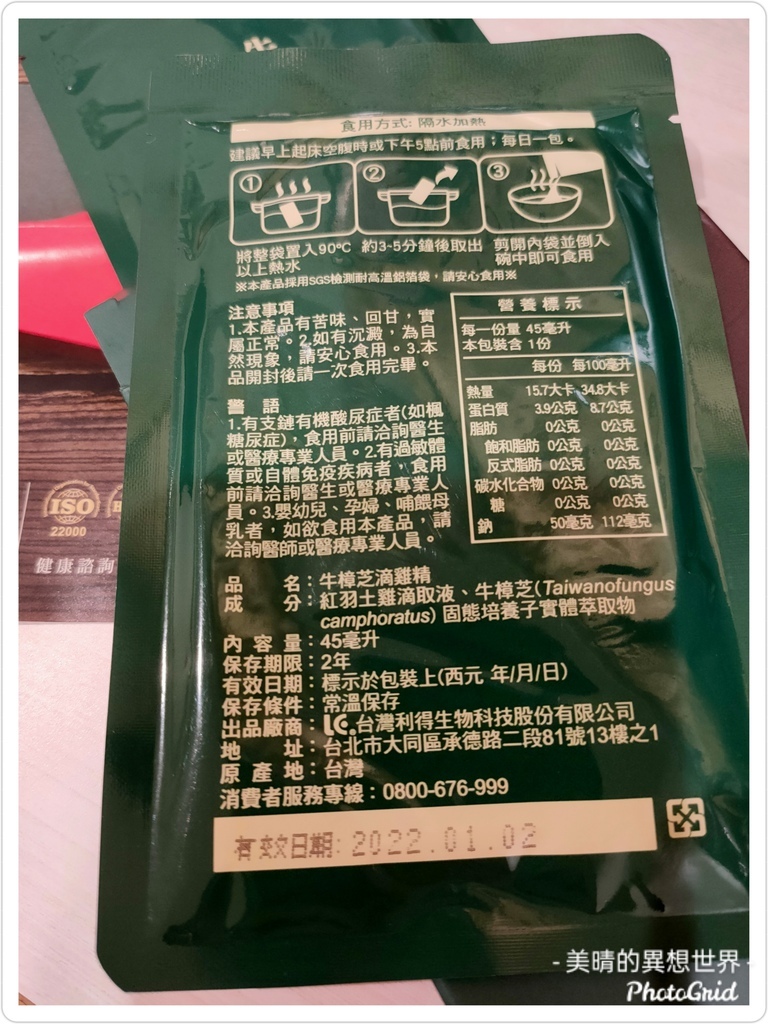 食用方式: 隔水加熱
建議早上起床空腹時或下午5點前食用；每日一包。
① ② ③
將整袋置入90°C以上熱水
約3~5分鐘後取出
剪開內袋並倒入碗中即可食用
※本產品採用SGS檢測耐高溫鋁箔袋，請安心食用※
注意事項
1.本產品有苦味、回甘，實
屬正常。2.如有沉澱，為自
然現象，請安心食用。3.本
品開封後請一次食用完畢。
警語
1.有支鏈有機酸尿症者(如楓
糖尿症)，食用前請洽詢醫生
或醫療專業人員。2.有過敏體
質或自體免疫疾病者，食用
前請洽詢醫生或醫療專業人
員。3.嬰幼兒、孕婦、哺餵母
乳者，如欲食用本產品，請
洽詢醫師或醫療專業人員。
營養標示
每一份量 45毫升
本包裝含 1份
每份 每100毫升
熱量 15.7大卡 34.8大卡
蛋白質 3.9公克 8.7公克
脂肪 0公克 0公克
飽和脂肪 0公克 0公克
反式脂肪 0公克 0公克
碳水化合物 0公克 0公克
糖 0公克 0公克
鈉 50毫克 112毫克
品名：牛樟芝滴雞精
成分：紅羽土雞滴取液、牛樟芝(Taiwanofungus
camphoratus) 固態培養子實體萃取物
內容量：45毫升
保存期限：2年
有效日期：標示於包裝上(西元 年/月/日)
保存條件：常溫保存
出品廠商：LC.台灣利得生物科技股份有限公司
地址：台北市大同區承德路二段81號13樓之1
原產地：台灣
消費者服務專線：0800-676-999
有效日期: 2022.01.02
ISO
22000
健康諮詢
- 美晴的異想世界 -
PhotoGrid